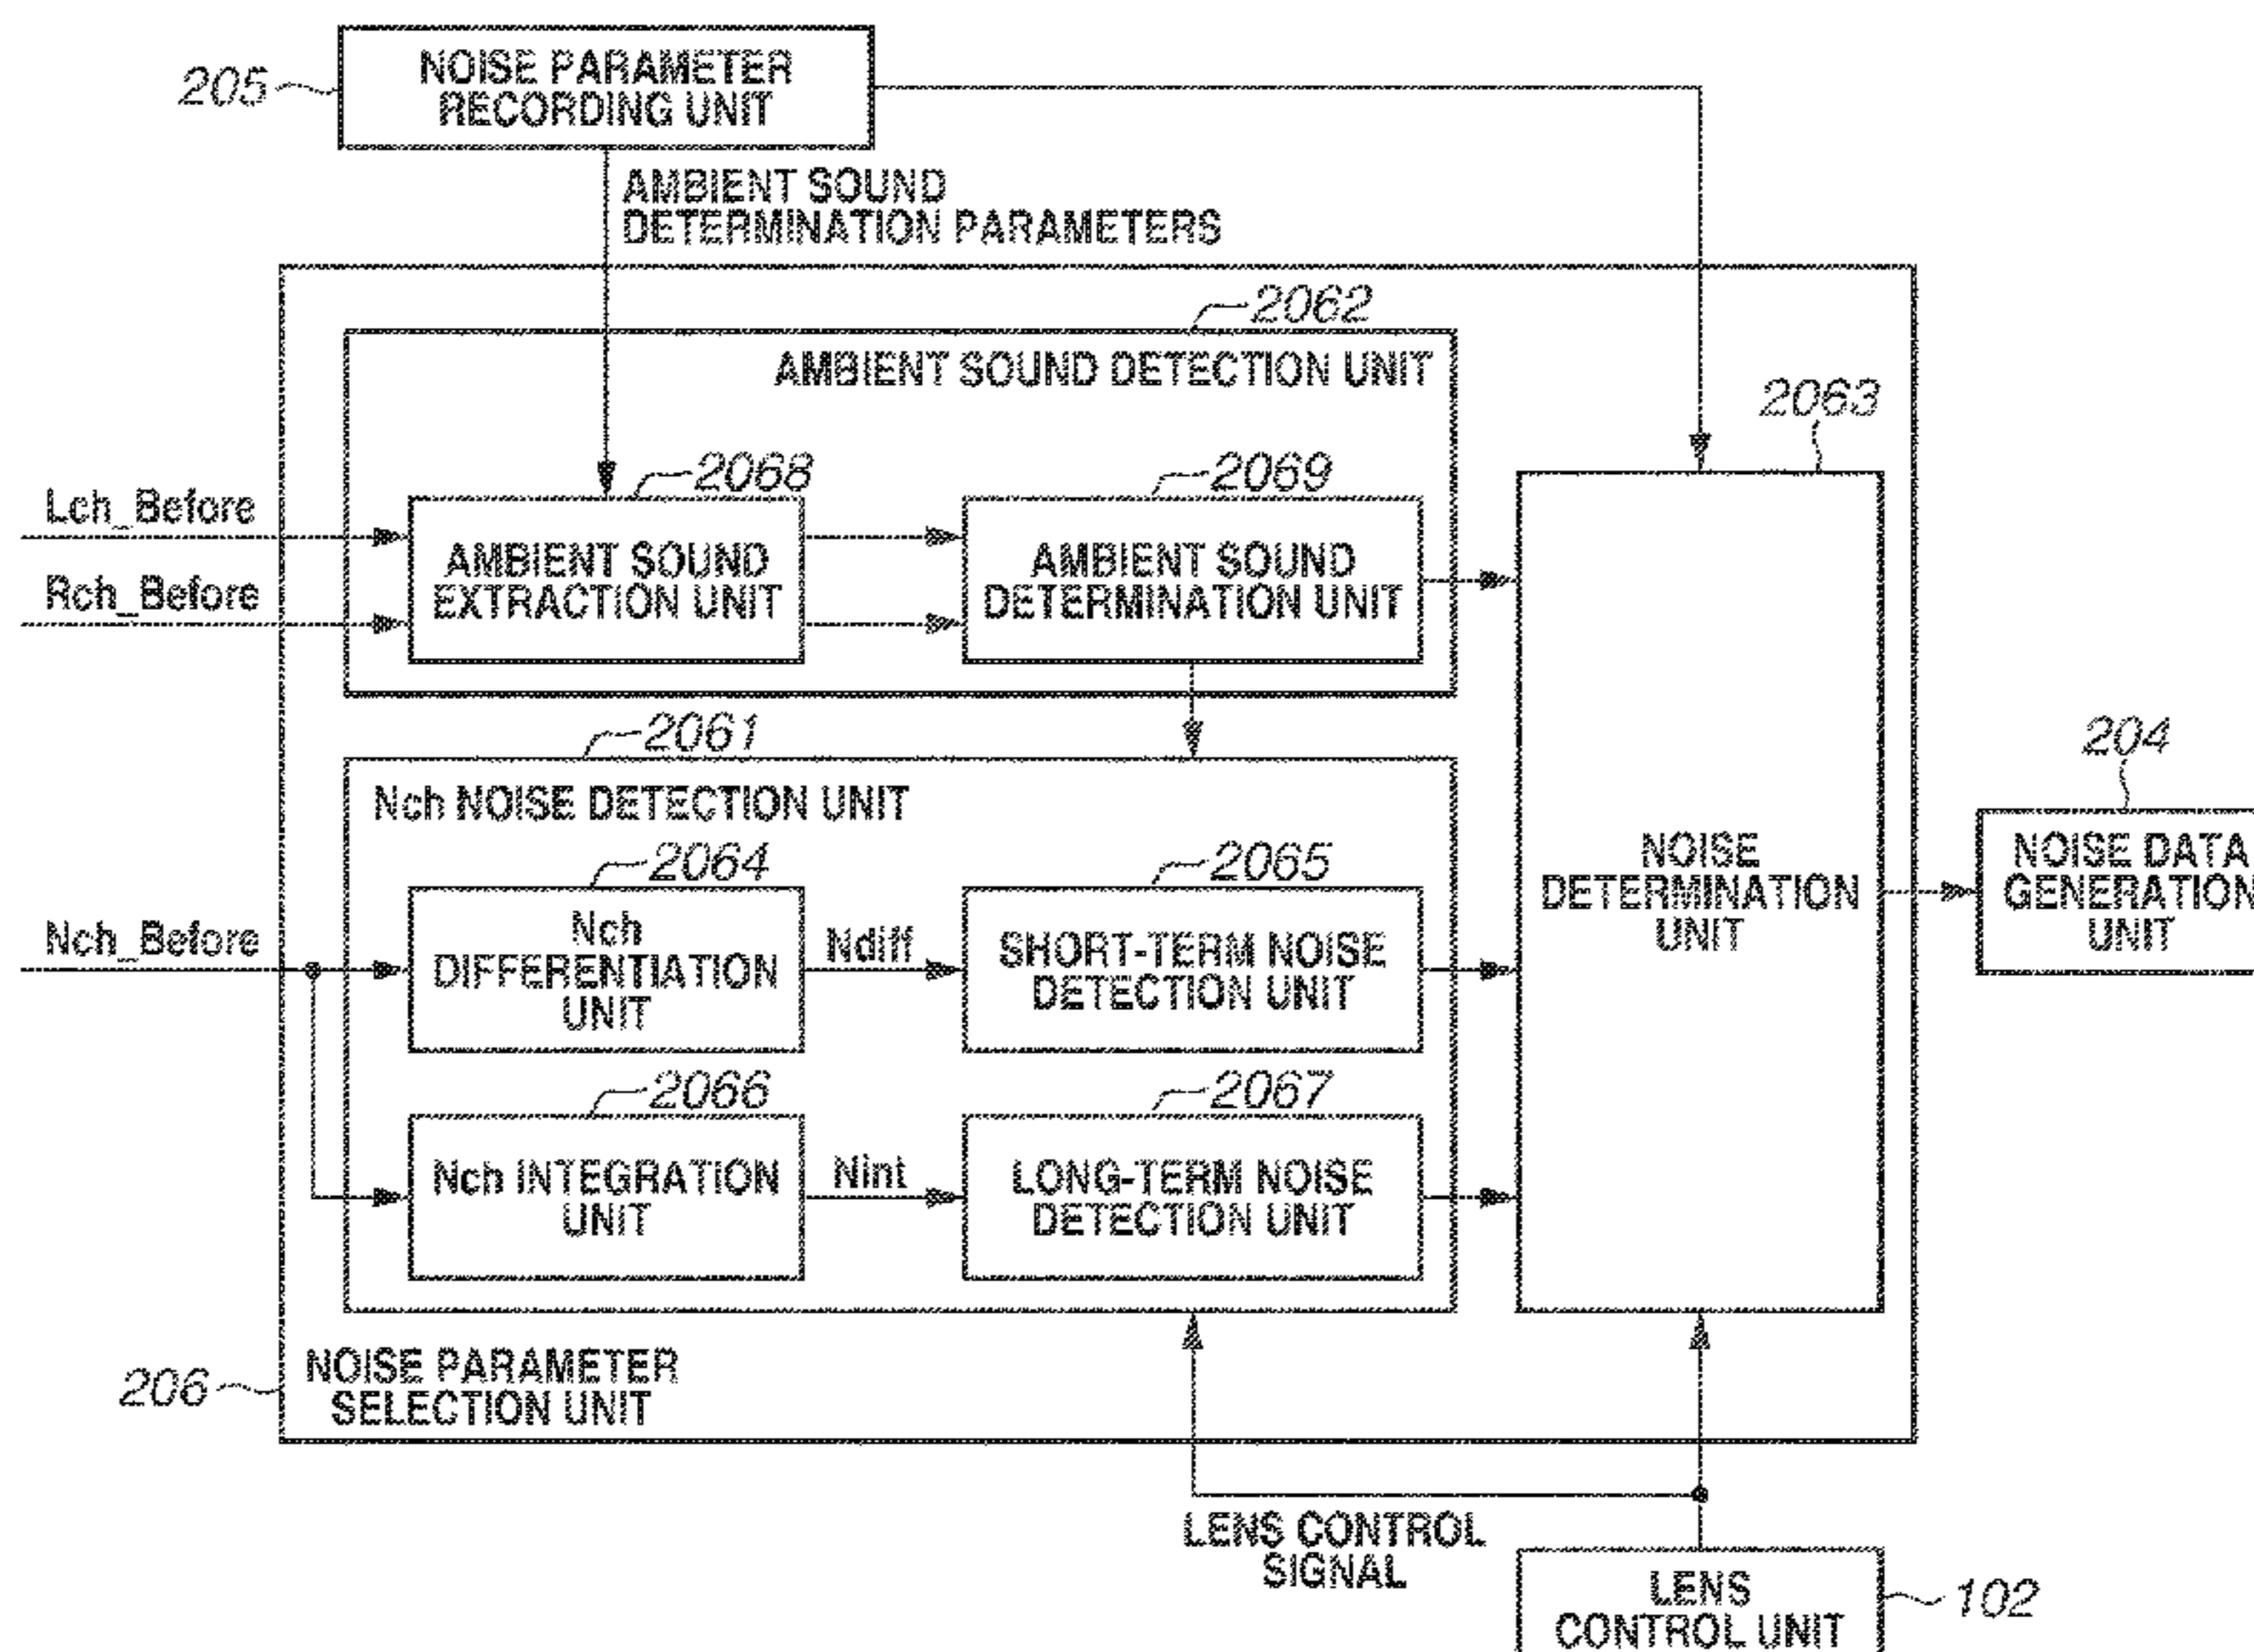 205
NOISE PARAMETER
RECORDING UNIT
AMBIENT SOUND
DETERMINATION PARAMETERS
2062
AMBIENT SOUND DETECTION UNIT
2063
2068
2069
Lch_Before
Rch_Before
AMBIENT SOUND
EXTRACTION UNIT
AMBIENT SOUND
DETERMINATION UNIT
2061
Nch NOISE DETECTION UNIT
2064
2065
Nch_Before
Nch
DIFFERENTIATION
UNIT
Ndiff
SHORT-TERM NOISE
DETECTION UNIT
NOISE
DETERMINATION
UNIT
204
NOISE DATA
GENERATION
UNIT
2066
2067
Nch INTEGRATION
UNIT
Nint
LONG-TERM NOISE
DETECTION UNIT
206
NOISE PARAMETER
SELECTION UNIT
LENS CONTROL
SIGNAL
LENS
CONTROL UNIT
102